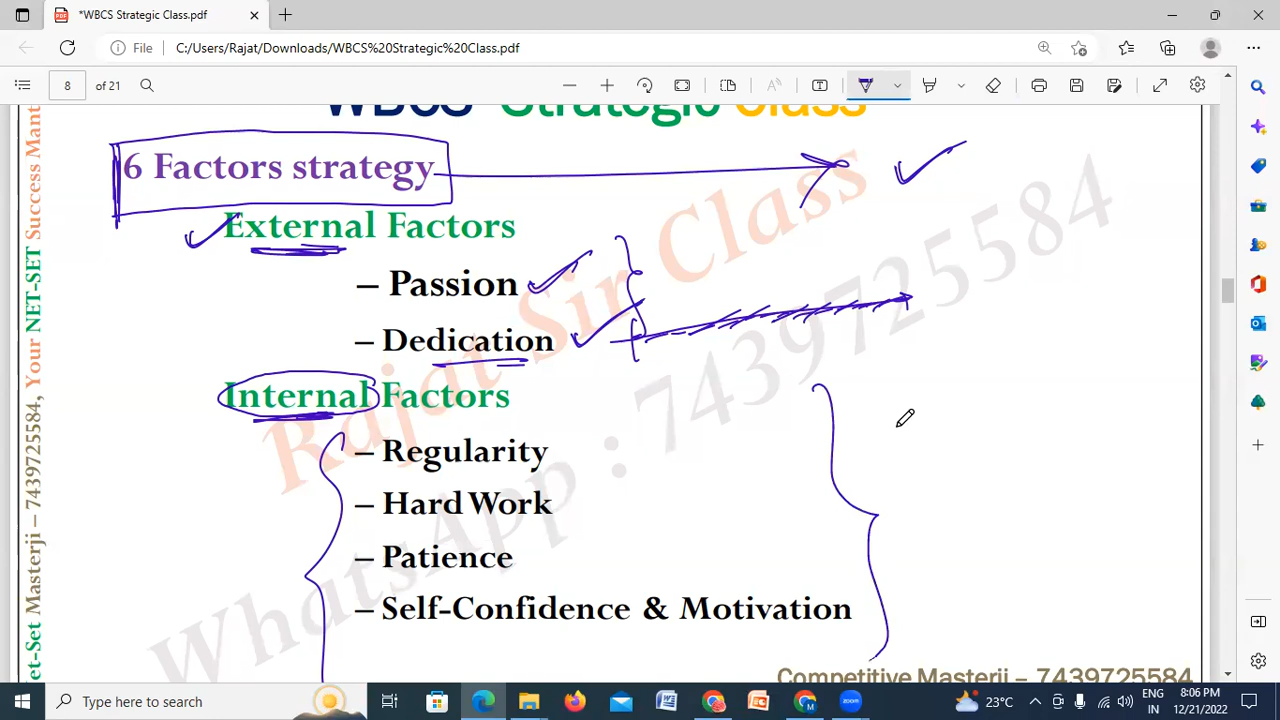 *WBCS Strategic Class.pdf
File
C:/Users/Rajat/Downloads/WBCS%20Strategic%20Class.pdf
8
of 21
WBCS Strategic Class
6 Factors strategy
External Factors
– Passion
– Dedication
Internal Factors
– Regularity
– Hard Work
– Patience
– Self-Confidence & Motivation
Rajat Sir Class
WhatsApp : 7439725584
et-Set Masterji – 7439725584, Your NET-SET Success Mant
Competitive Masterji – 7439725584
Type here to search
zoom
23°C
ENG
IN
8:06 PM
12/21/2022